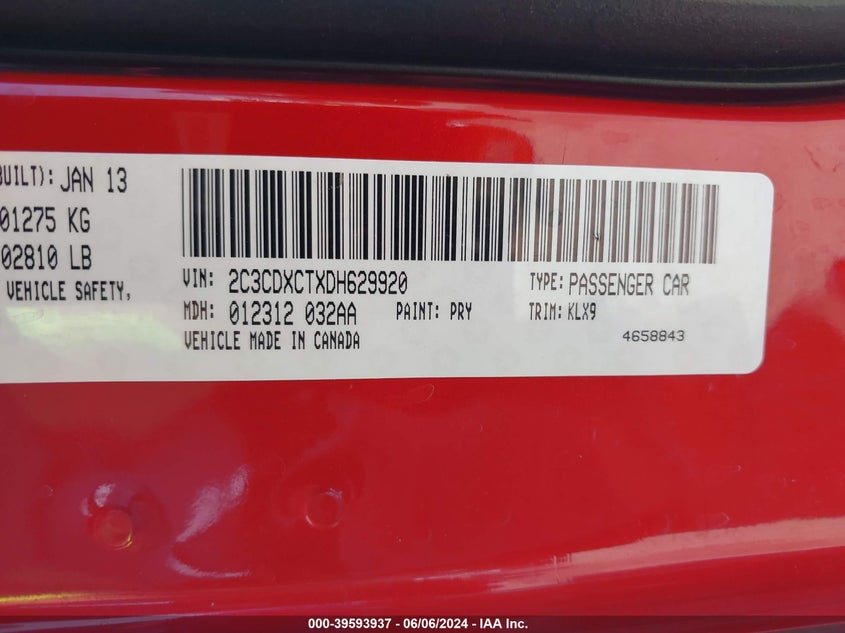 BUILT): JAN 13
01275 KG
02810 LB
VEHICLE SAFETY,
VIN: 2C3CDXCTXDH629920 TYPE: PASSENGER CAR
MDH: 012312 032AA PAINT: PRY TRIM: KLX9
VEHICLE MADE IN CANADA 4658843
000-39593937 - 06/06/2024 - IAA Inc.